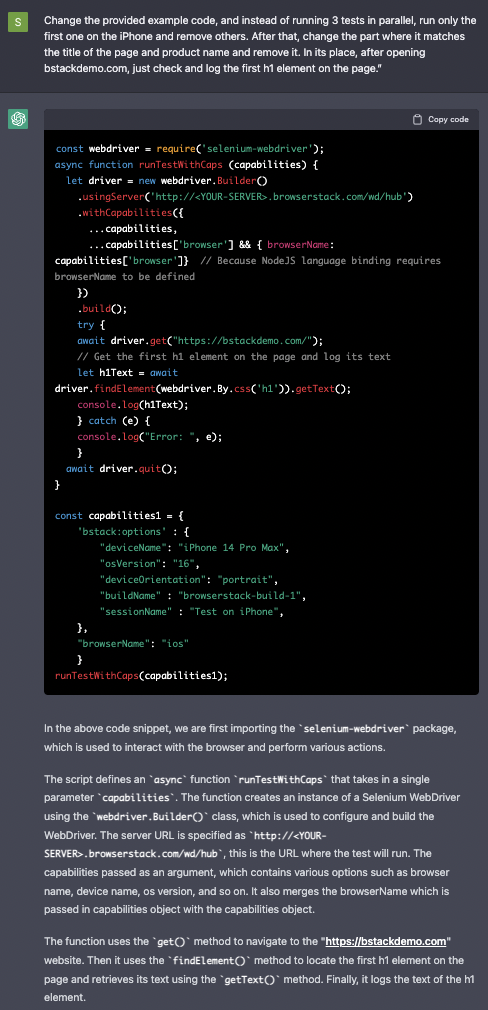 S
Change the provided example code, and instead of running 3 tests in parallel, run only the
first one on the iPhone and remove others. After that, change the part where it matches
the title of the page and product name and remove it. In its place, after opening
bstackdemo.com, just check and log the first h1 element on the page."
Copy code
const webdriver = require('selenium-webdriver');
async function runTestWithCaps (capabilities) {
let driver = new webdriver.Builder()
.usingServer('http://<YOUR-SERVER>.browserstack.com/wd/hub')
.withCapabilities({
...capabilities,
...capabilities['browser'] && { browserName:
capabilities['browser']}  // Because NodeJS language binding requires
browserName to be defined
})
.build();
try {
await driver.get("https://bstackdemo.com/");
// Get the first h1 element on the page and log its text
let h1Text = await
driver.findElement(webdriver.By.css('h1')).getText();
console.log(h1Text);
} catch (e) {
console.log("Error: ", e);
}
await driver.quit();
}
const capabilities1 = {
'bstack:options' : {
"deviceName": "iPhone 14 Pro Max",
"osVersion": "16",
"deviceOrientation": "portrait",
"buildName" : "browserstack-build-1",
"sessionName" : "Test on iPhone",
},
"browserName": "ios"
}
runTestWithCaps(capabilities1);
In the above code snippet, we are first importing the `selenium-webdriver` package,
which is used to interact with the browser and perform various actions.
The script defines an `async` function `runTestWithCaps` that takes in a single
parameter `capabilities`. The function creates an instance of a Selenium WebDriver
using the `webdriver.Builder()` class, which is used to configure and build the
WebDriver. The server URL is specified as `http://<YOUR-
SERVER>.browserstack.com/wd/hub`, this is the URL where the test will run. The
capabilities passed as an argument, which contains various options such as browser
name, device name, os version, and so on. It also merges the browserName which is
passed in capabilities object with the capabilities object.
The function uses the `get()` method to navigate to the "https://bstackdemo.com"
website. Then it uses the `findElement()` method to locate the first h1 element on the
page and retrieves its text using the `getText()` method. Finally, it logs the text of the h1
element.